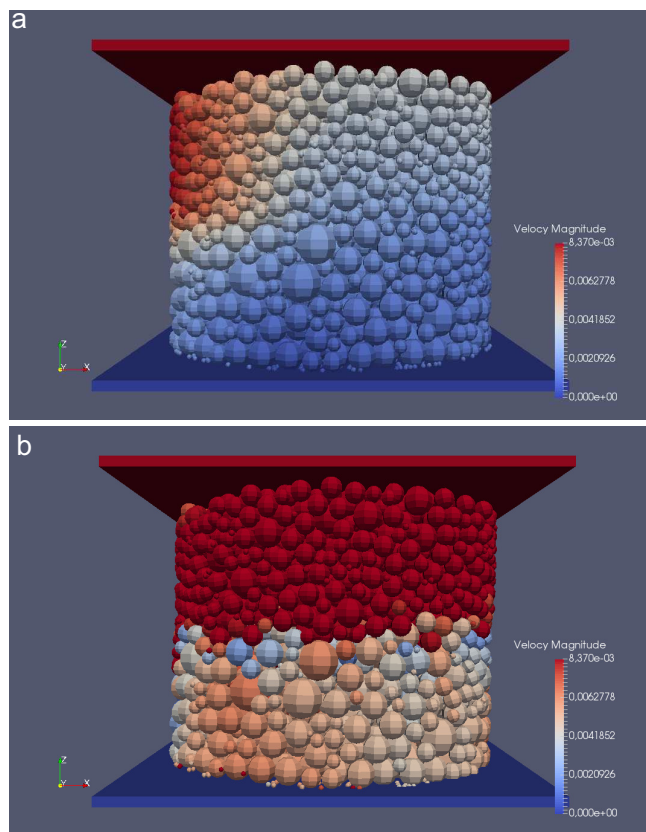 a
Velocy Magnitude
8,370e-03
0,0062778
0,0041852
0,0020926
0,000e+00
Z
Y X
b
Velocy Magnitude
8,370e-03
0,0062778
0,0041852
0,0020926
0,000e+00
Z
Y X